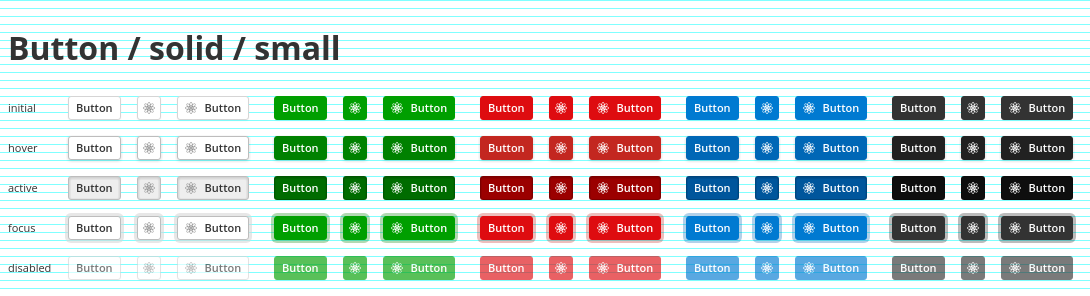 Button / solid / small
initial Button Button Button Button Button Button Button Button Button Button
hover Button Button Button Button Button Button Button Button Button Button
active Button Button Button Button Button Button Button Button Button Button
focus Button Button Button Button Button Button Button Button Button Button
disabled Button Button Button Button Button Button Button Button Button Button